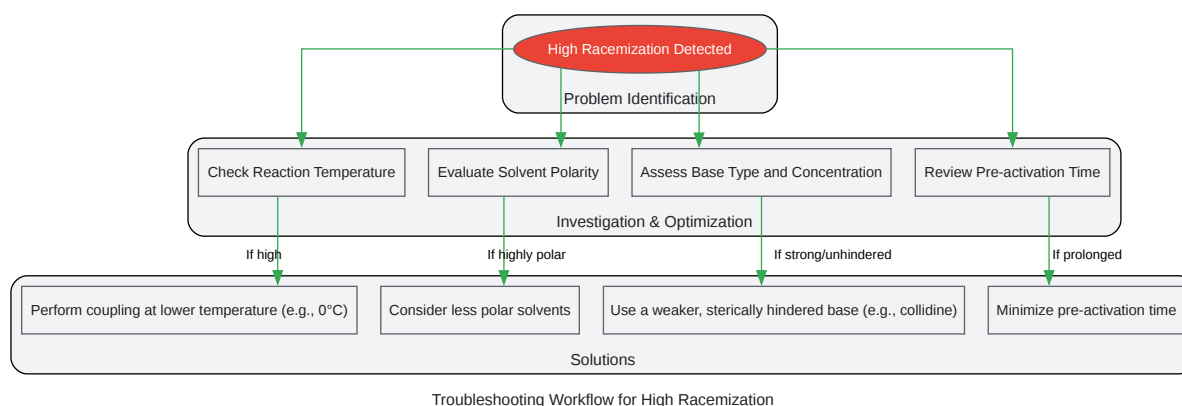 High Racemization Detected
Problem Identification
Check Reaction Temperature
Evaluate Solvent Polarity
Assess Base Type and Concentration
Review Pre-activation Time
Investigation & Optimization
If high
If highly polar
If strong/unhindered
If prolonged
Perform coupling at lower temperature (e.g., 0°C)
Consider less polar solvents
Use a weaker, sterically hindered base (e.g., collidine)
Minimize pre-activation time
Solutions
Troubleshooting Workflow for High Racemization